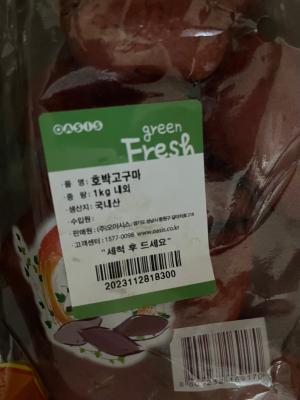 OASIS
green
Fresh
· 품 명 : 호박고구마
· 중 량 : 1kg 내외
· 생산지 : 국내산
· 수입원 :
· 판매원 : (주)오아시스
www.oasis.co.kr
· 고객센터 : 1577-0098
"세척 후 드세요"
2023112818300